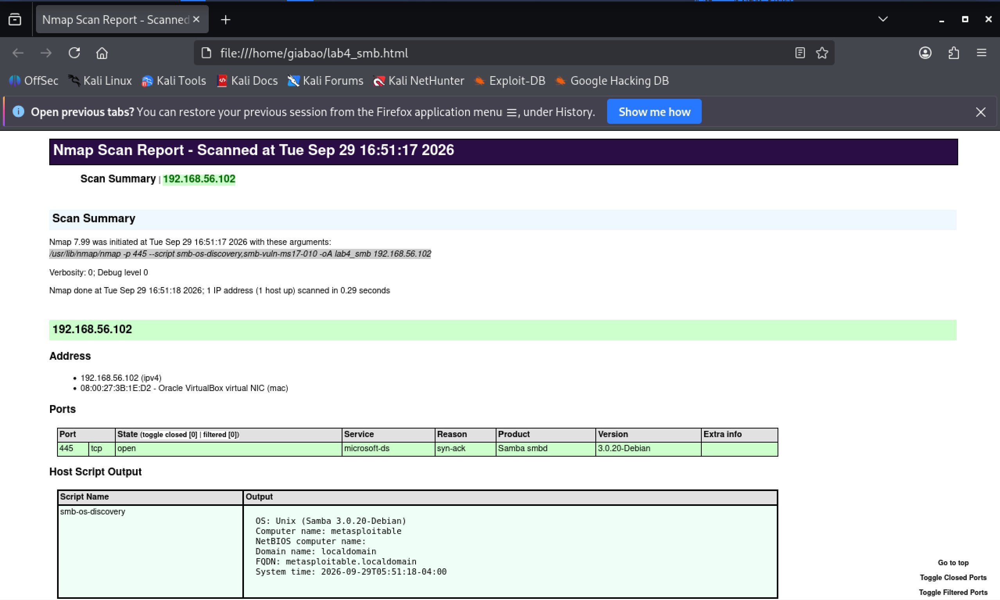 Nmap Scan Report - Scanned
file:///home/giabao/lab4_smb.html
OffSec Kali Linux Kali Tools Kali Docs Kali Forums Kali NetHunter Exploit-DB Google Hacking DB
Open previous tabs? You can restore your previous session from the Firefox application menu ☰, under History. Show me how
Nmap Scan Report - Scanned at Tue Sep 29 16:51:17 2026
Scan Summary | 192.168.56.102
Scan Summary
Nmap 7.99 was initiated at Tue Sep 29 16:51:17 2026 with these arguments:
/usr/lib/nmap/nmap -p 445 --script smb-os-discovery,smb-vuln-ms17-010 -oA lab4_smb 192.168.56.102
Verbosity: 0; Debug level 0
Nmap done at Tue Sep 29 16:51:18 2026; 1 IP address (1 host up) scanned in 0.29 seconds
192.168.56.102
Address
• 192.168.56.102 (ipv4)
• 08:00:27:3B:1E:D2 - Oracle VirtualBox virtual NIC (mac)
Ports
Port State (toggle closed [0] | filtered [0]) Service Reason Product Version Extra info
445 tcp open microsoft-ds syn-ack Samba smbd 3.0.20-Debian
Host Script Output
Script Name Output
smb-os-discovery
OS: Unix (Samba 3.0.20-Debian)
Computer name: metasploitable
NetBIOS computer name:
Domain name: localdomain
FQDN: metasploitable.localdomain
System time: 2026-09-29T05:51:18-04:00
Go to top
Toggle Closed Ports
Toggle Filtered Ports